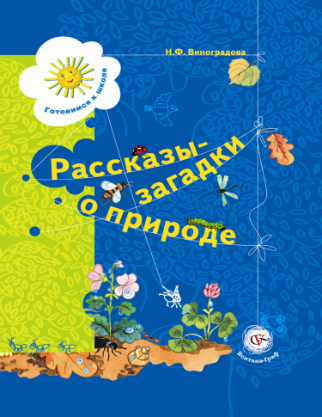 Н.Ф. Виноградова
Готовимся к школе
Рассказы-
загадки
о природе
Вентана-Граф